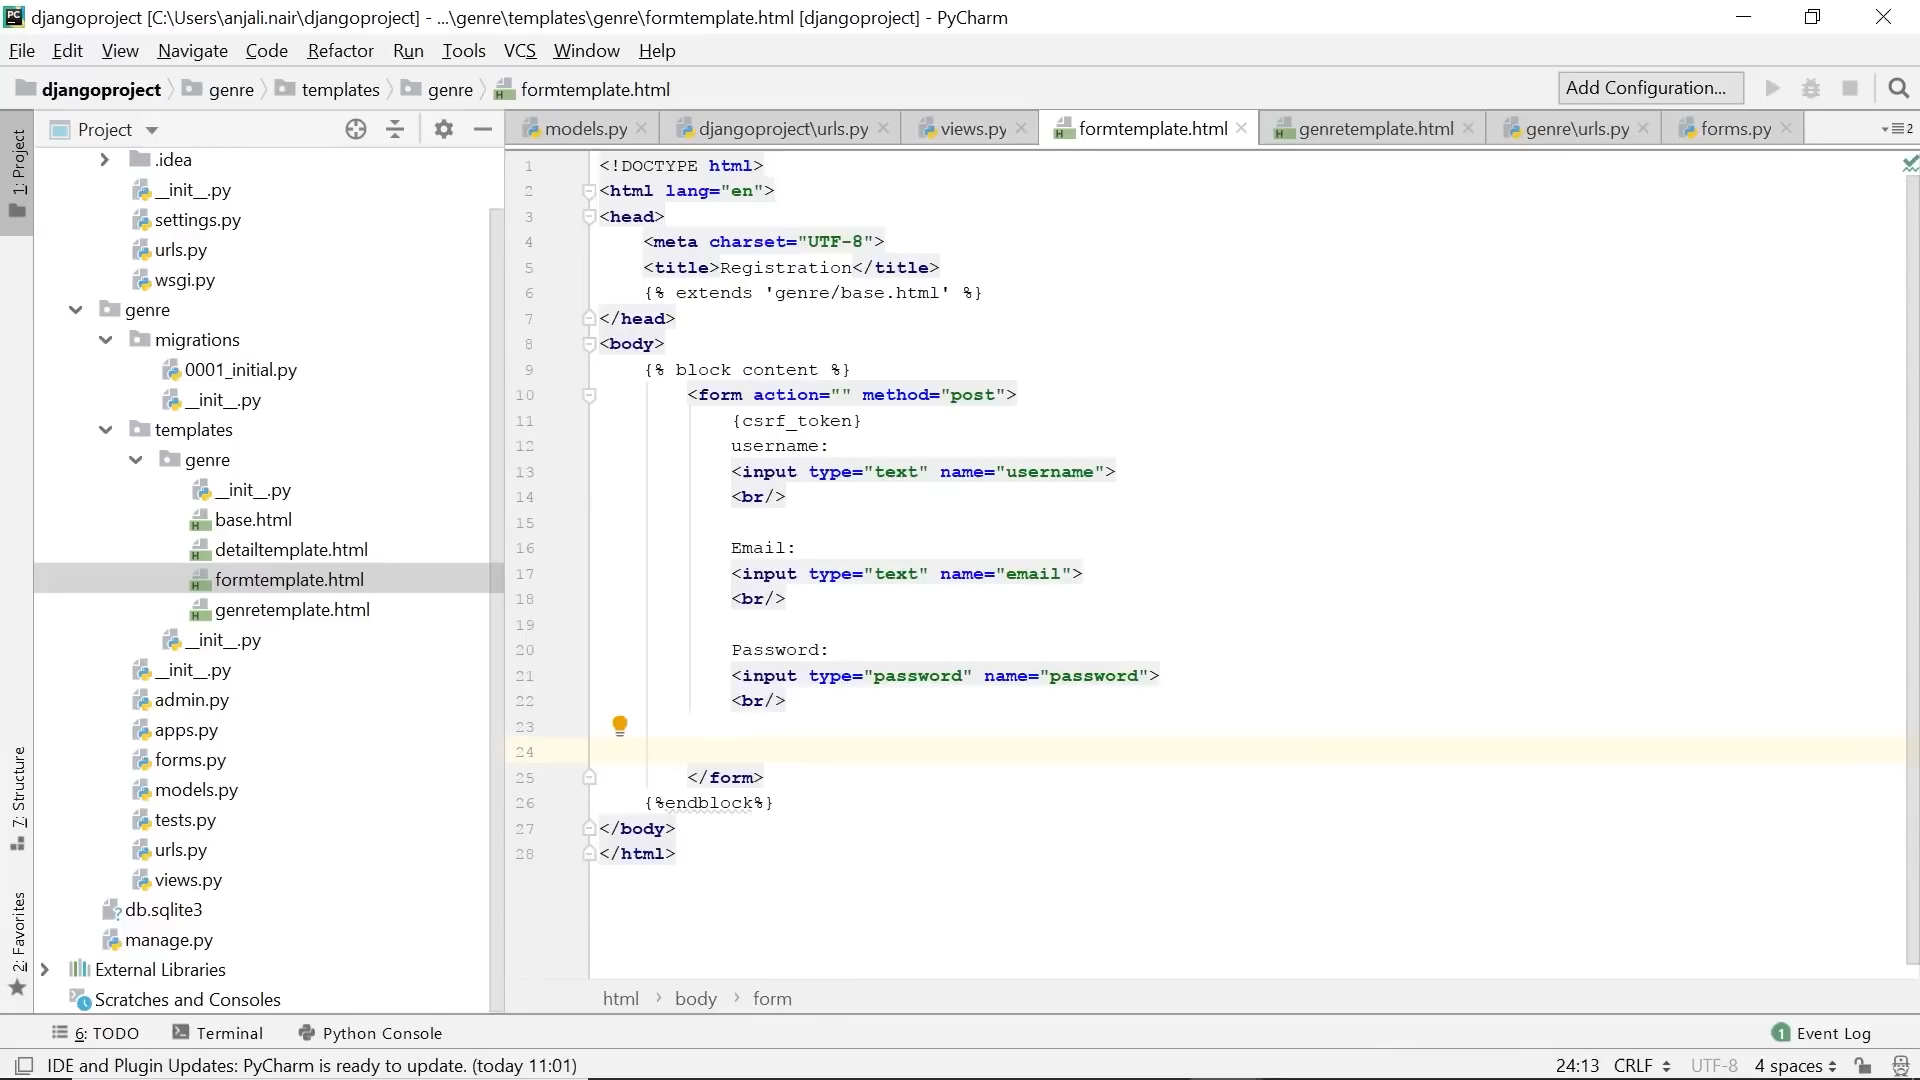 PC djangoproject [C:\Users\anjali.nair\djangoproject] - ...\genre\templates\genre\formtemplate.html [djangoproject] - PyCharm
File Edit View Navigate Code Refactor Run Tools VCS Window Help
djangoproject genre templates genre formtemplate.html Add Configuration...
1: Project
Project
models.py djangoproject\urls.py views.py formtemplate.html genretemplate.html genre\urls.py forms.py 2
.idea
__init__.py
settings.py
urls.py
wsgi.py
genre
migrations
0001_initial.py
__init__.py
templates
genre
__init__.py
base.html
detailtemplate.html
formtemplate.html
genretemplate.html
__init__.py
__init__.py
admin.py
apps.py
forms.py
models.py
tests.py
urls.py
views.py
db.sqlite3
manage.py
External Libraries
Scratches and Consoles
7: Structure
2: Favorites
1 <!DOCTYPE html>
2 <html lang="en">
3 <head>
4 <meta charset="UTF-8">
5 <title>Registration</title>
6 {% extends 'genre/base.html' %}
7 </head>
8 <body>
9 {% block content %}
10 <form action="" method="post">
11 {csrf_token}
12 username:
13 <input type="text" name="username">
14 <br/>
15
16 Email:
17 <input type="text" name="email">
18 <br/>
19
20 Password:
21 <input type="password" name="password">
22 <br/>
23
24
25 </form>
26 {%endblock%}
27 </body>
28 </html>
html body form
6: TODO Terminal Python Console 1 Event Log
IDE and Plugin Updates: PyCharm is ready to update. (today 11:01) 24:13 CRLF UTF-8 4 spaces